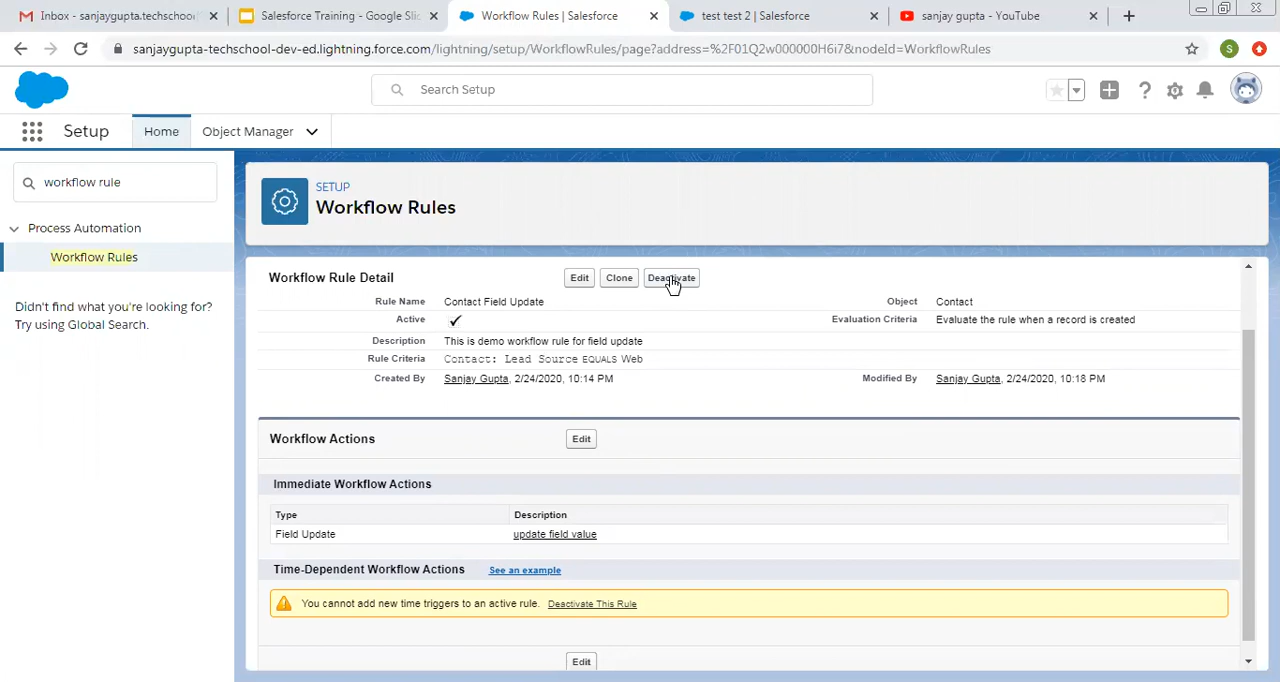 Inbox - sanjaygupta.techschool
Salesforce Training - Google Slid
Workflow Rules | Salesforce
test test 2 | Salesforce
sanjay gupta - YouTube
sanjaygupta-techschool-dev-ed.lightning.force.com/lightning/setup/WorkflowRules/page?address=%2F01Q2w000000H6i7&nodeId=WorkflowRules
S
Search Setup
Setup
Home
Object Manager
workflow rule
Process Automation
Workflow Rules
Didn't find what you're looking for?
Try using Global Search.
SETUP
Workflow Rules
Workflow Rule Detail
Edit
Clone
Deactivate
Rule Name Contact Field Update
Object Contact
Active
Evaluation Criteria Evaluate the rule when a record is created
Description This is demo workflow rule for field update
Rule Criteria Contact: Lead Source EQUALS Web
Created By Sanjay Gupta, 2/24/2020, 10:14 PM
Modified By Sanjay Gupta, 2/24/2020, 10:18 PM
Workflow Actions
Edit
Immediate Workflow Actions
Type Description
Field Update update field value
Time-Dependent Workflow Actions See an example
You cannot add new time triggers to an active rule. Deactivate This Rule
Edit